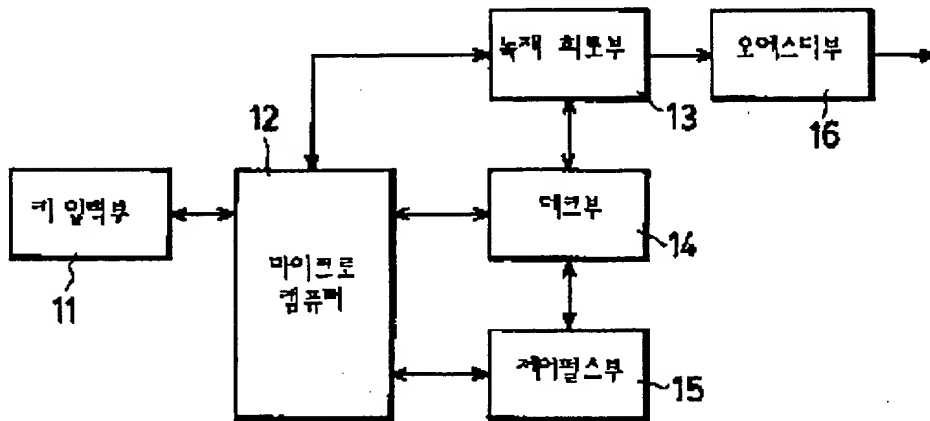 녹재 회로부
오에스디부
13
16
12
키 입력부
데크부
11
14
마이크로
컴퓨터
제어펄스부
15